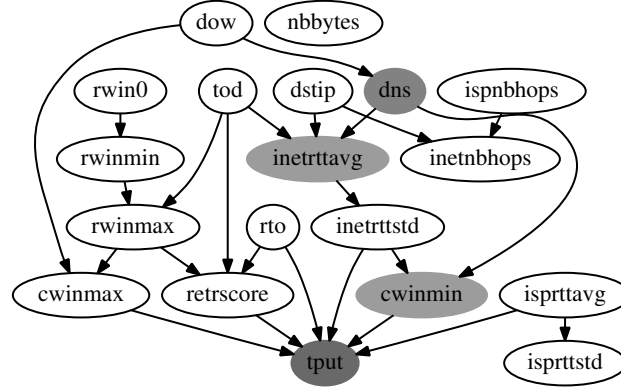 dow
nbbytes
rwin0
tod
dstip
dns
ispnbhops
rwinmin
inetrttavg
inetnbhops
rwinmax
rto
inetrttstd
cwinmax
retrscore
cwinmin
isprttavg
tput
isprttstd